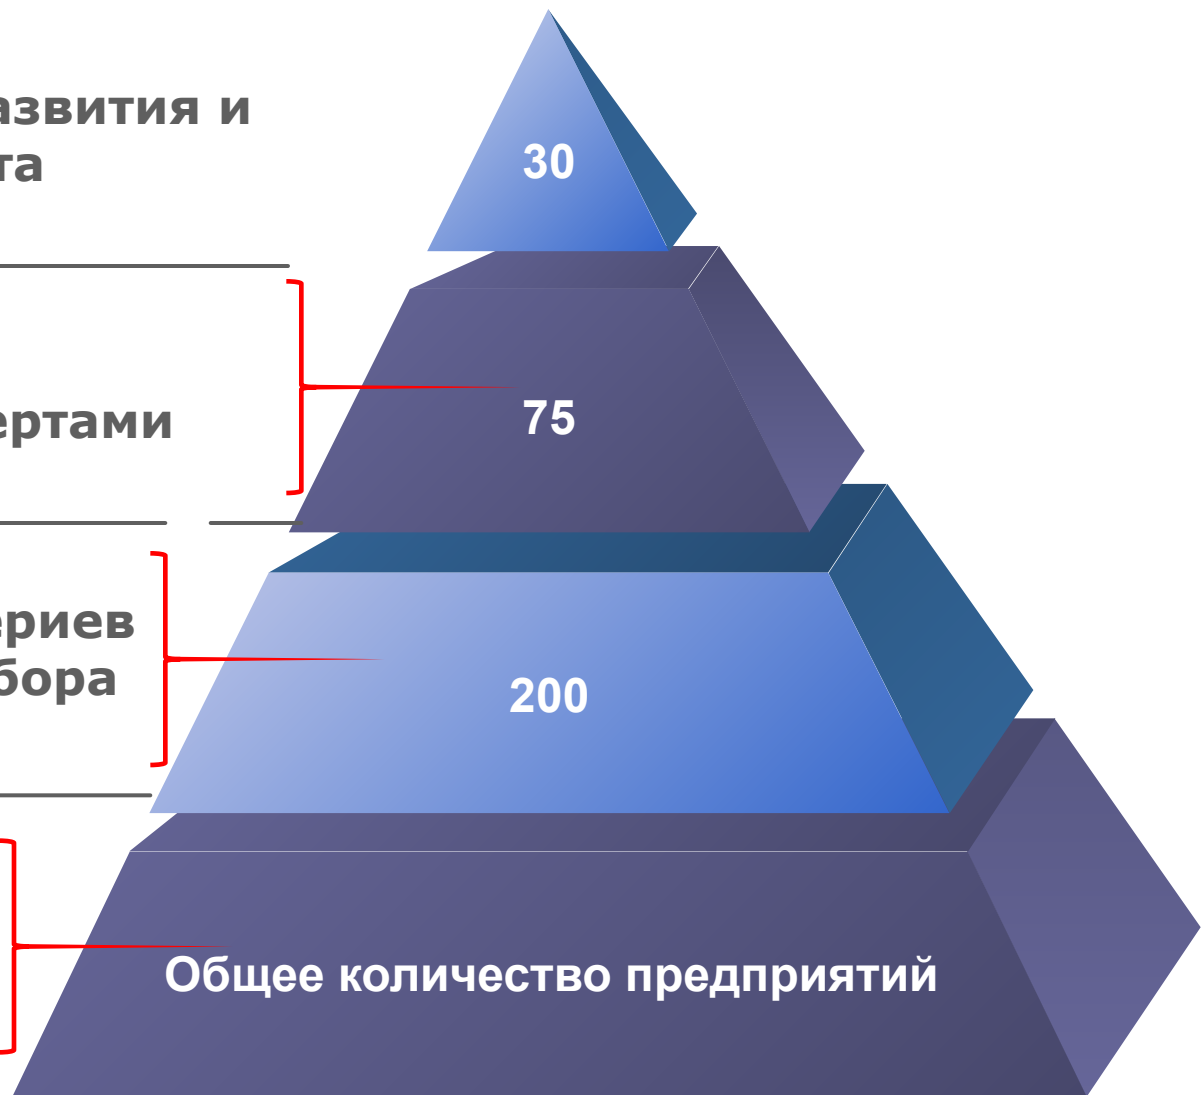 азвития и
та
30
ертами
75
ериев
бора
200
Общее количество предприятий